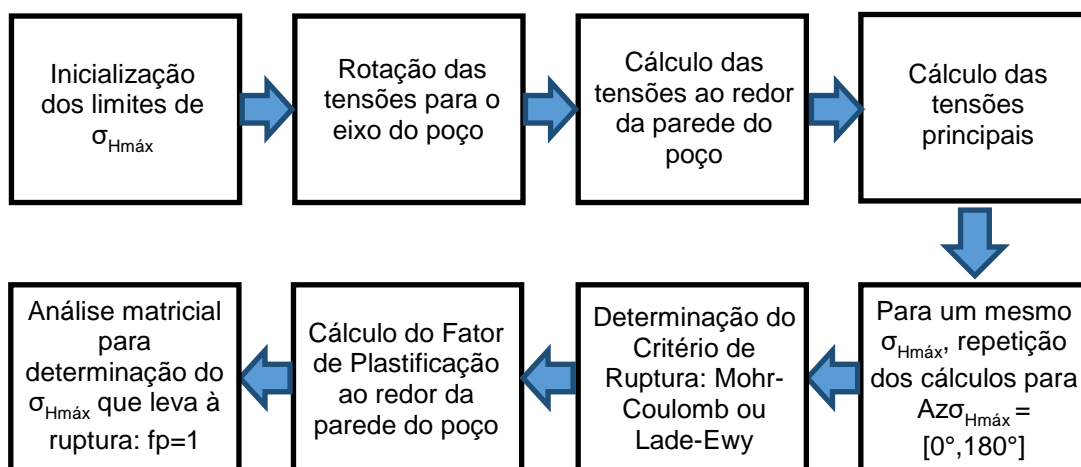 Inicialização
dos limites de
σHmáx
Rotação das
tensões para o
eixo do poço
Cálculo das
tensões ao redor
da parede do
poço
Cálculo das
tensões
principais
Para um mesmo
σHmáx, repetição
dos cálculos para
AzσHmáx =
[0°,180°]
Determinação do
Critério de
Ruptura: Mohr-
Coulomb ou
Lade-Ewy
Cálculo do Fator
de Plastificação
ao redor da
parede do poço
Análise matricial
para
determinação do
σHmáx que leva à
ruptura: fp=1